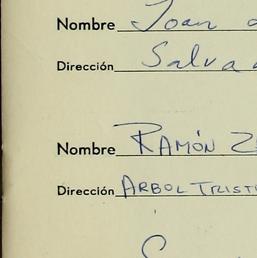 Nombre Joan
Dirección Salva
Nombre RAMÓN
Dirección ARBOL TRIST